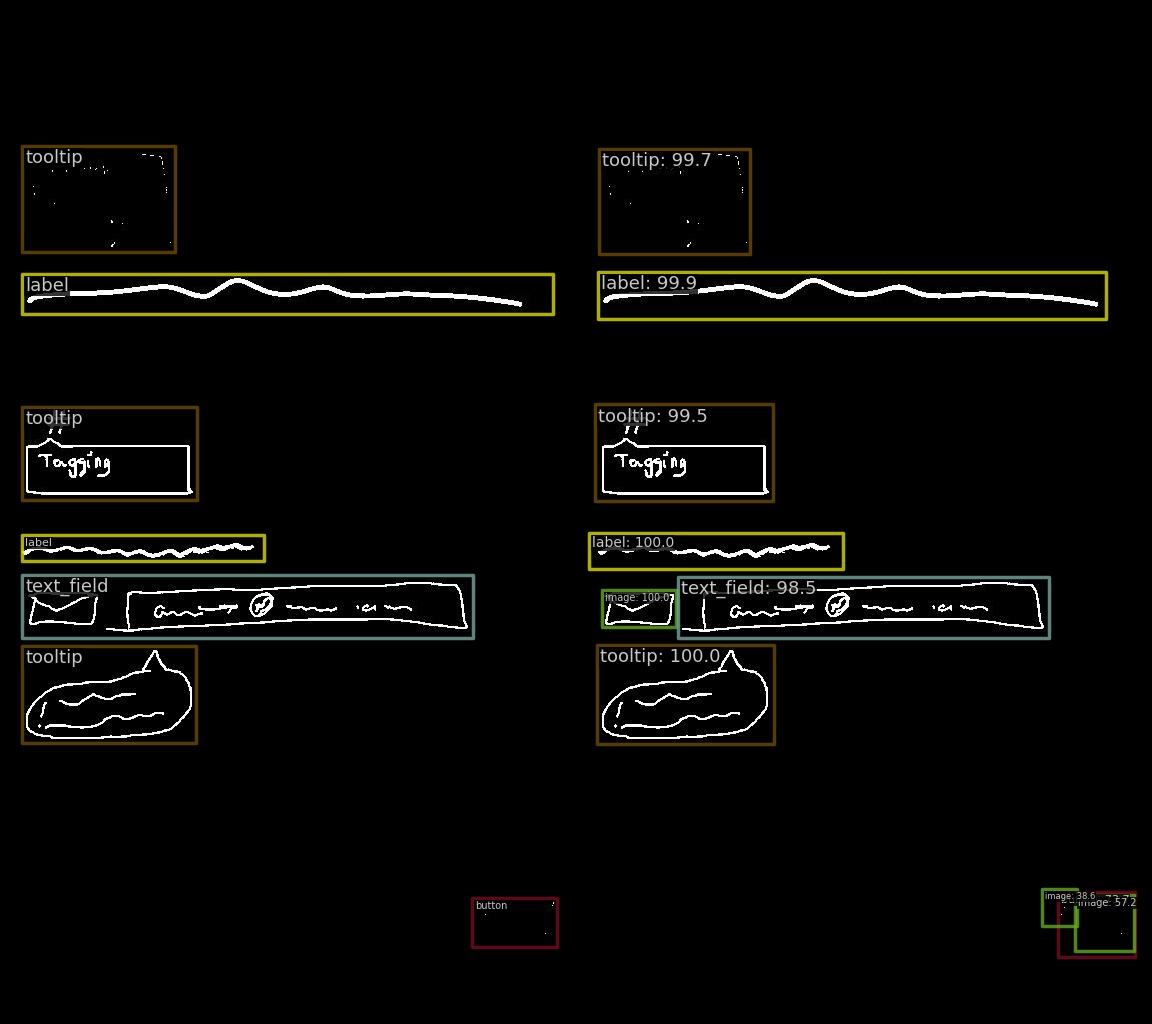 tooltip
tooltip: 99.7
label
label: 99.9
tooltip
tooltip: 99.5
Tagging
Tagging
label
label: 100.0
text_field
image: 100.0
text_field: 98.5
tooltip
tooltip: 100.0
button
image: 38.6
image: 57.2